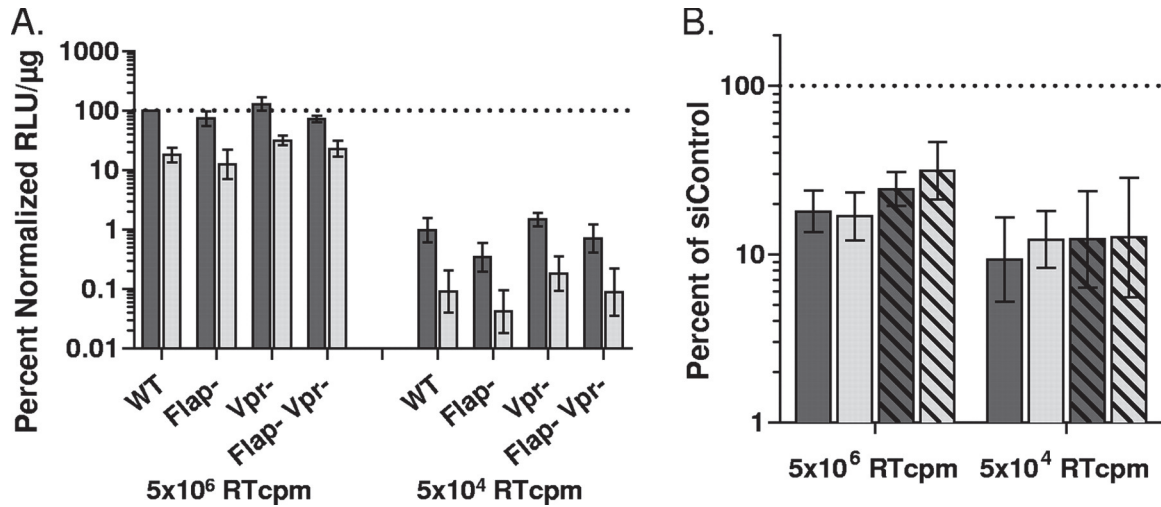 A.
Percent Normalized RLU/μg
1000
100
10
1
0.1
0.01
WT
Flap-
Vpr-
Flap- Vpr-
WT
Flap-
Vpr-
Flap- Vpr-
5x10⁶ RTcpm
5x10⁴ RTcpm
B.
Percent of siControl
100
10
1
5x10⁶ RTcpm
5x10⁴ RTcpm